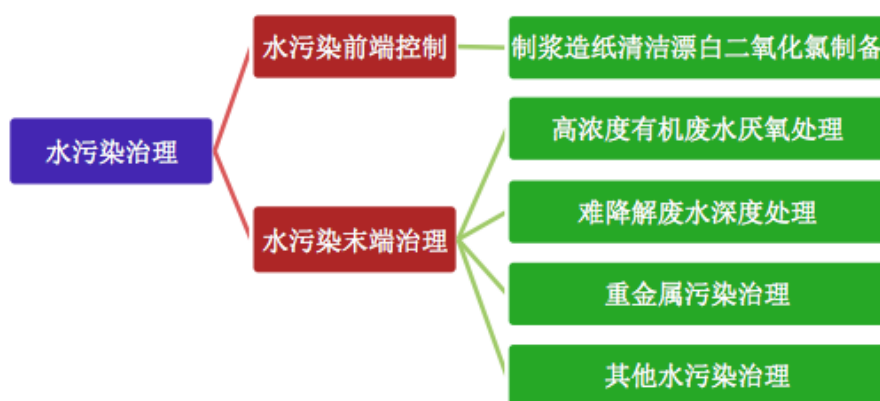 水污染治理
水污染前端控制
制浆造纸清洁漂白二氧化氯制备
水污染末端治理
高浓度有机废水厌氧处理
难降解废水深度处理
重金属污染治理
其他水污染治理